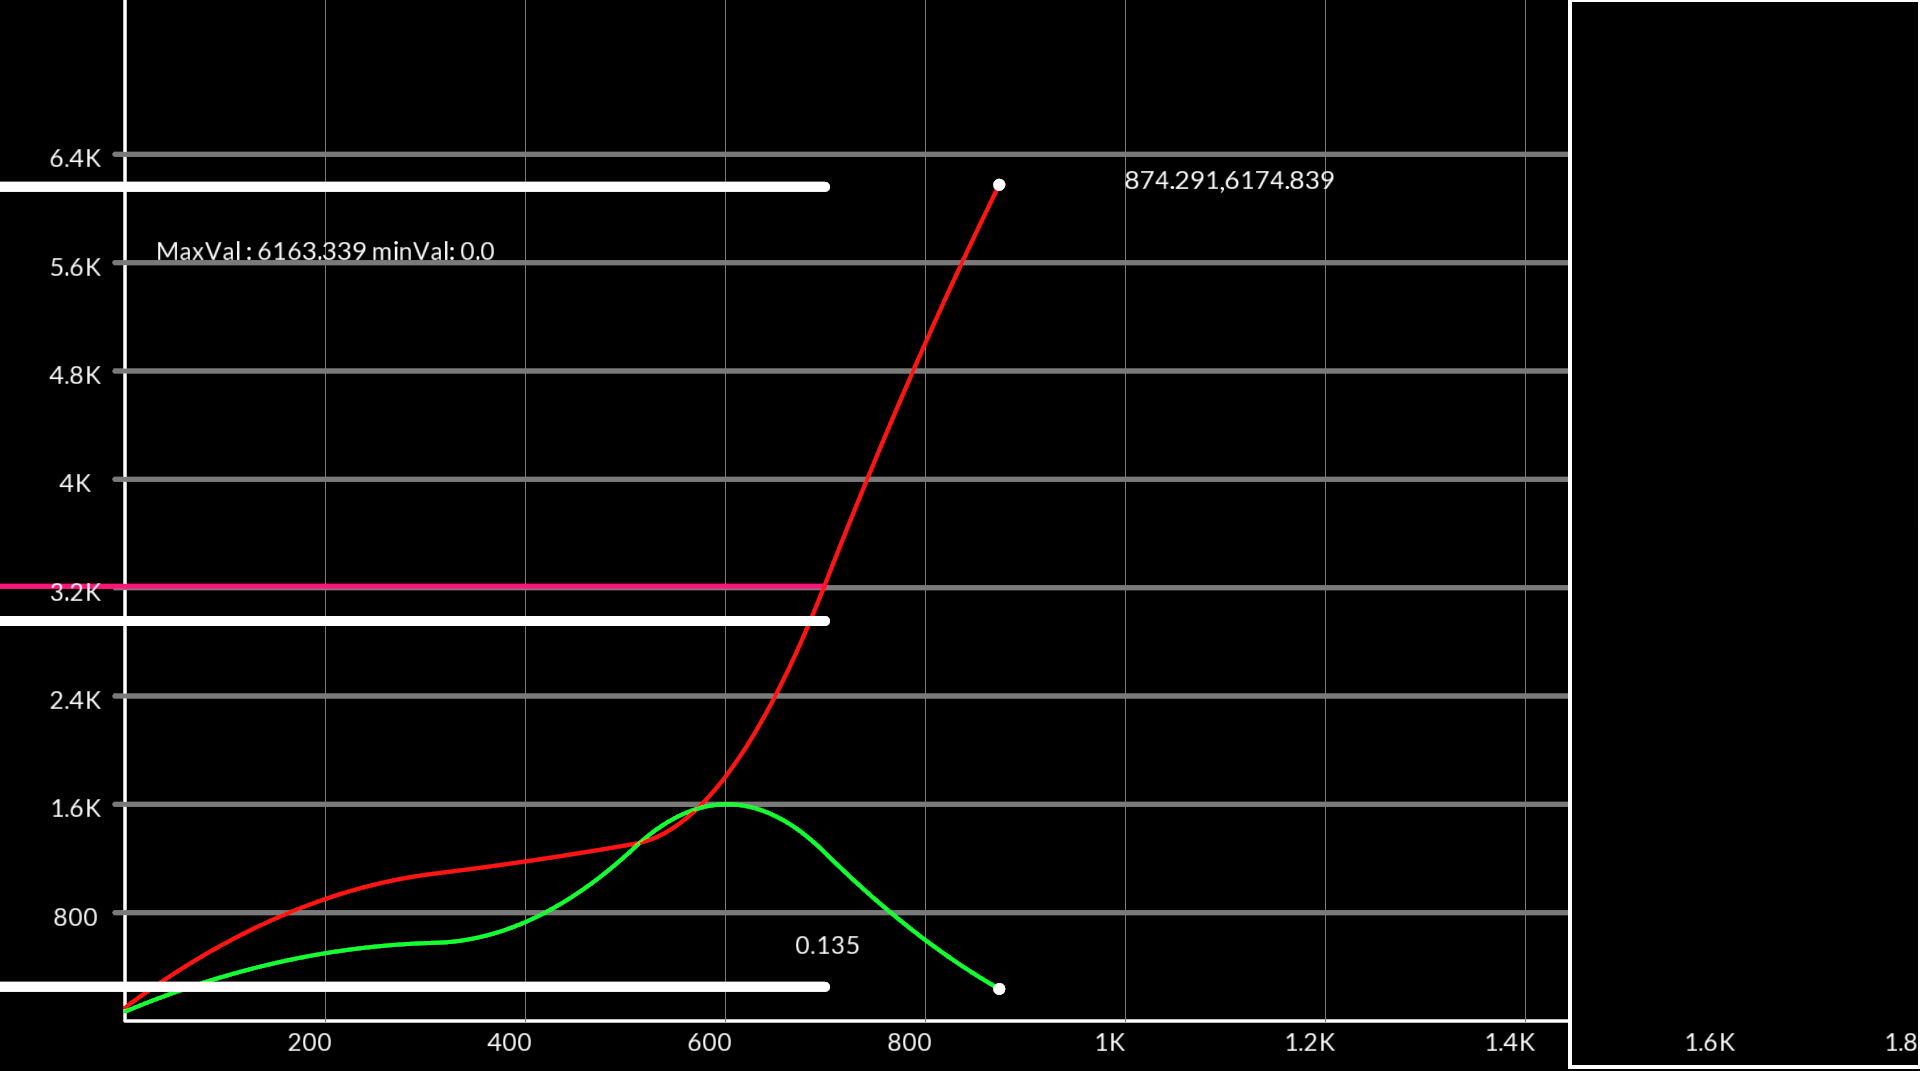 6.4K
874.291,6174.839
MaxVal : 6163.339 minVal: 0.0
5.6K
4.8K
4K
3.2K
2.4K
1.6K
800
0.135
200 400 600 800 1K 1.2K 1.4K 1.6K 1.8